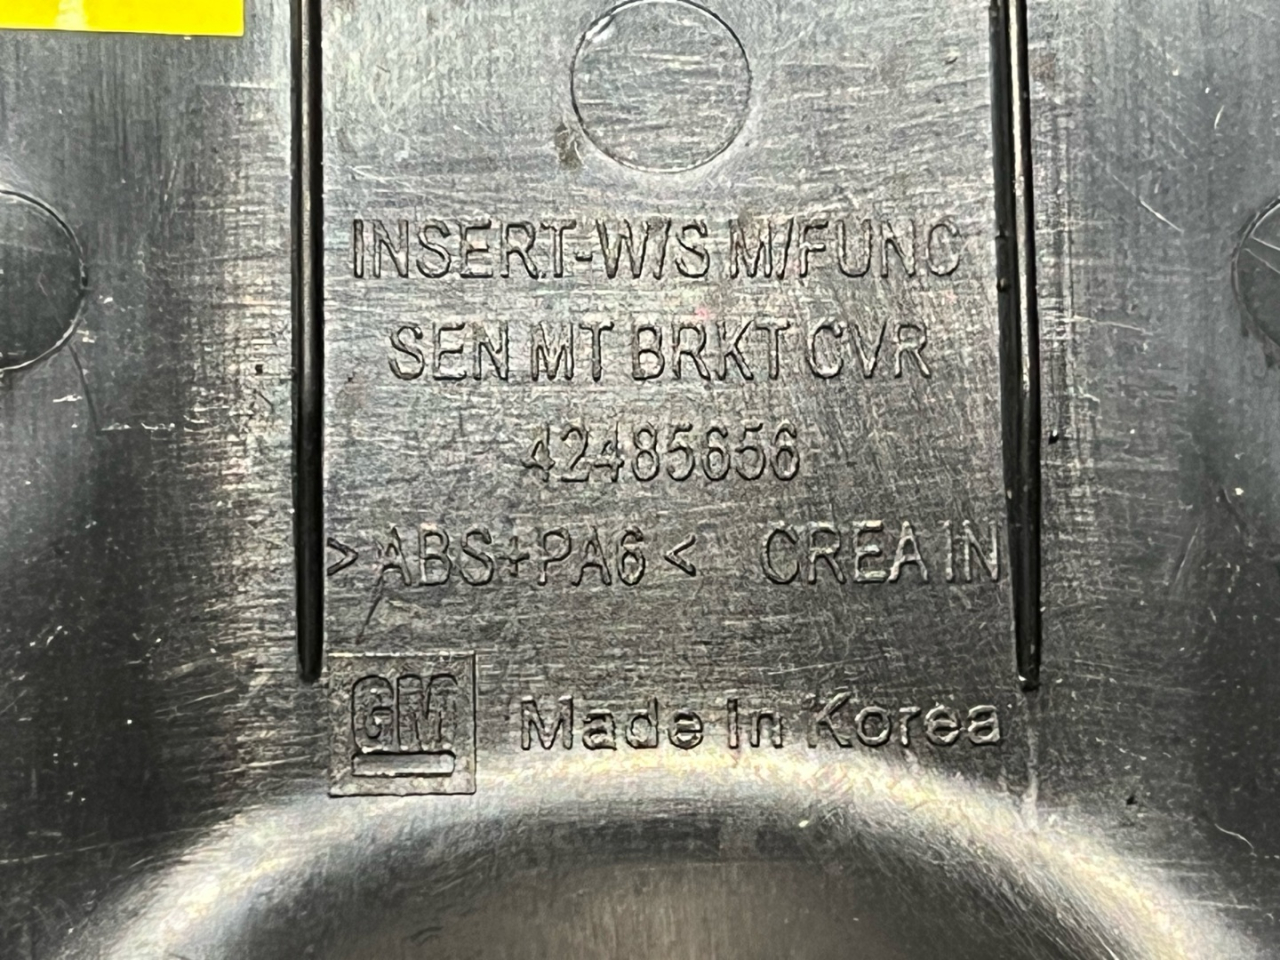 INSERT-W/S M/FUNC
SEN MT BRKT CVR
42485656
>ABS+PA6< CREA IN
GM Made In Korea